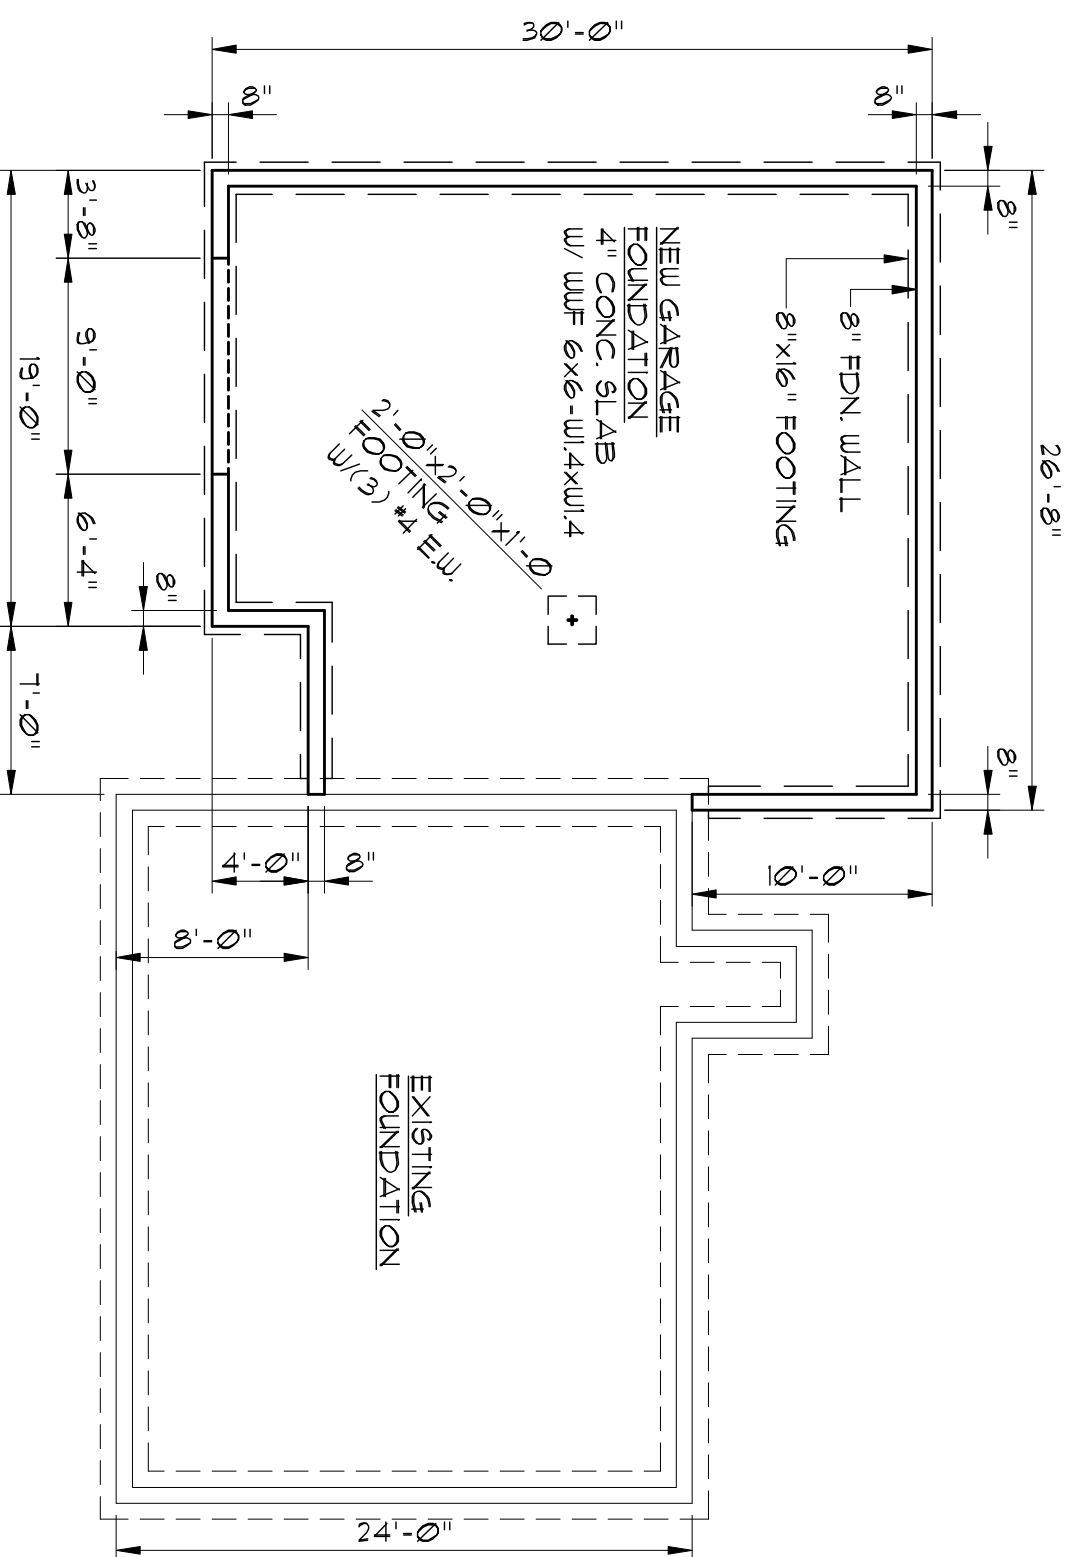 30'-0"
8"
8"
8"
26'-8"
8" FDN. WALL
8"x16" FOOTING
NEW GARAGE
FOUNDATION
4" CONC. SLAB
W/ WWF 6x6-W1.4xW1.4
2'-0"x2'-0"x1'-0
FOOTING
W/(3) #4 E.W.
3'-8"
9'-0"
6'-4"
19'-0"
7'-0"
8"
8"
4'-0"
8"
10'-0"
8'-0"
EXISTING
FOUNDATION
24'-0"